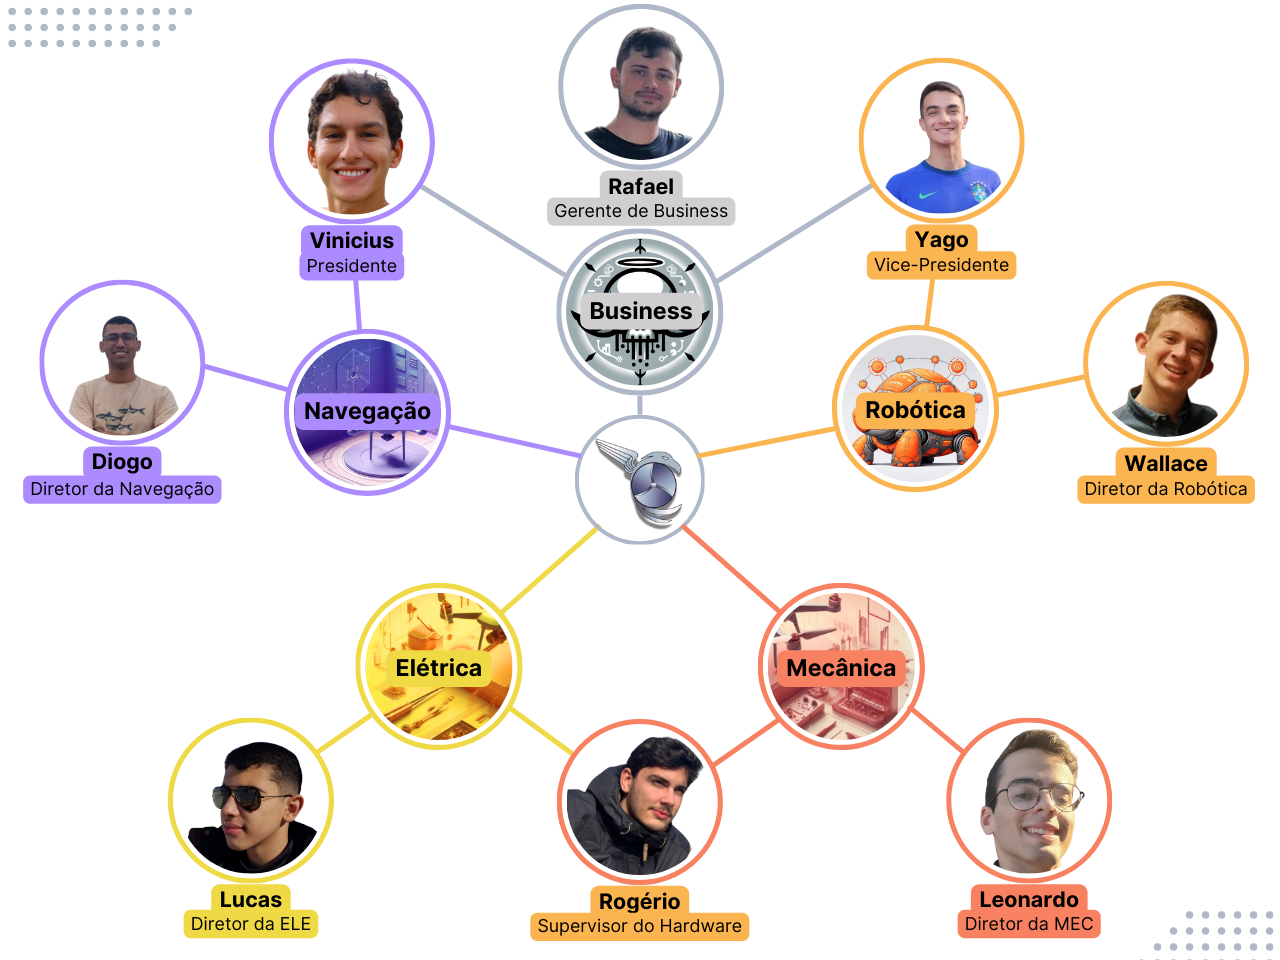 Rafael
Gerente de Business
Vinicius
Presidente
Yago
Vice-Presidente
Business
Navegação
Robótica
Diogo
Diretor da Navegação
Wallace
Diretor da Robótica
Elétrica
Mecânica
Lucas
Diretor da ELE
Rogério
Supervisor do Hardware
Leonardo
Diretor da MEC